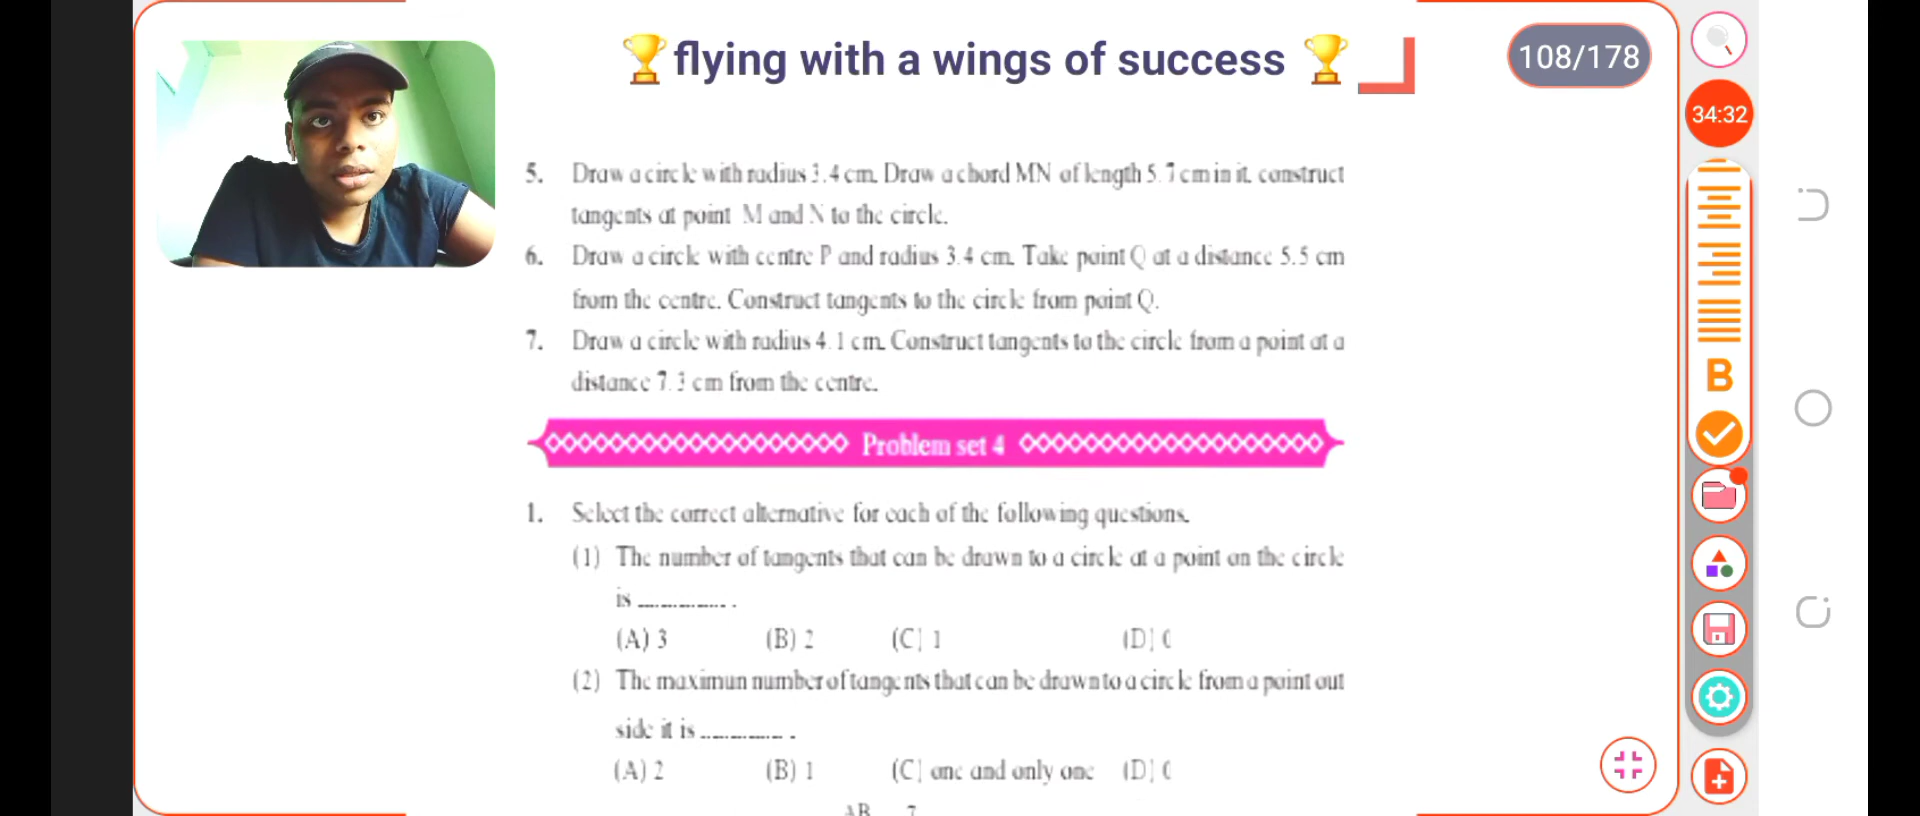 🏆flying with a wings of success 🏆
108/178
34:32
5. Draw a circle with radius 3.4 cm. Draw a chord MN of length 5.7 cm in it. construct
tangents at point M and N to the circle.
6. Draw a circle with centre P and radius 3.4 cm. Take point Q at a distance 5.5 cm
from the centre. Construct tangents to the circle from point Q.
7. Draw a circle with radius 4.1 cm. Construct tangents to the circle from a point at a
distance 7.3 cm from the centre.
B
Problem set 4
1. Select the correct alternative for each of the following questions.
(1) The number of tangents that can be drawn to a circle at a point on the circle
is ............... .
(A) 3 (B) 2 (C) 1 (D) 0
(2) The maximun number of tangents that can be drawn to a circle from a point out
side it is .............. .
(A) 2 (B) 1 (C) one and only one (D) 0